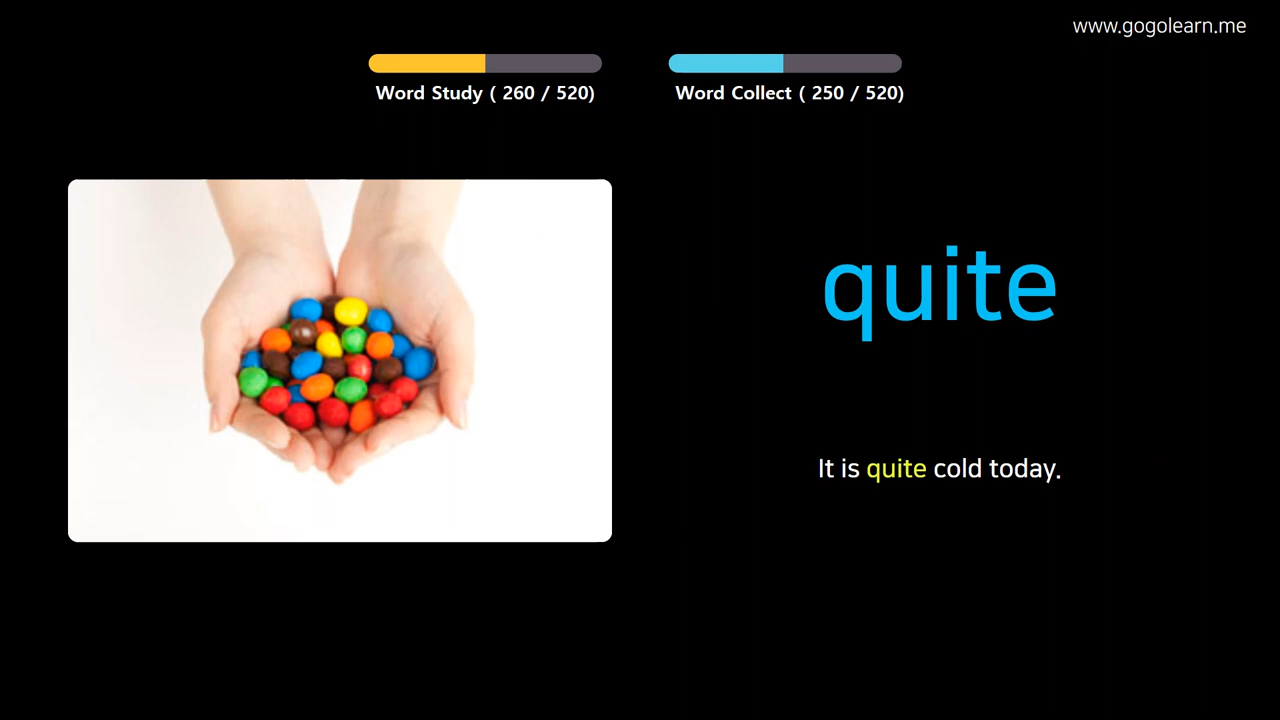 www.gogolearn.me
Word Study ( 260 / 520)
Word Collect ( 250 / 520)
quite
It is quite cold today.